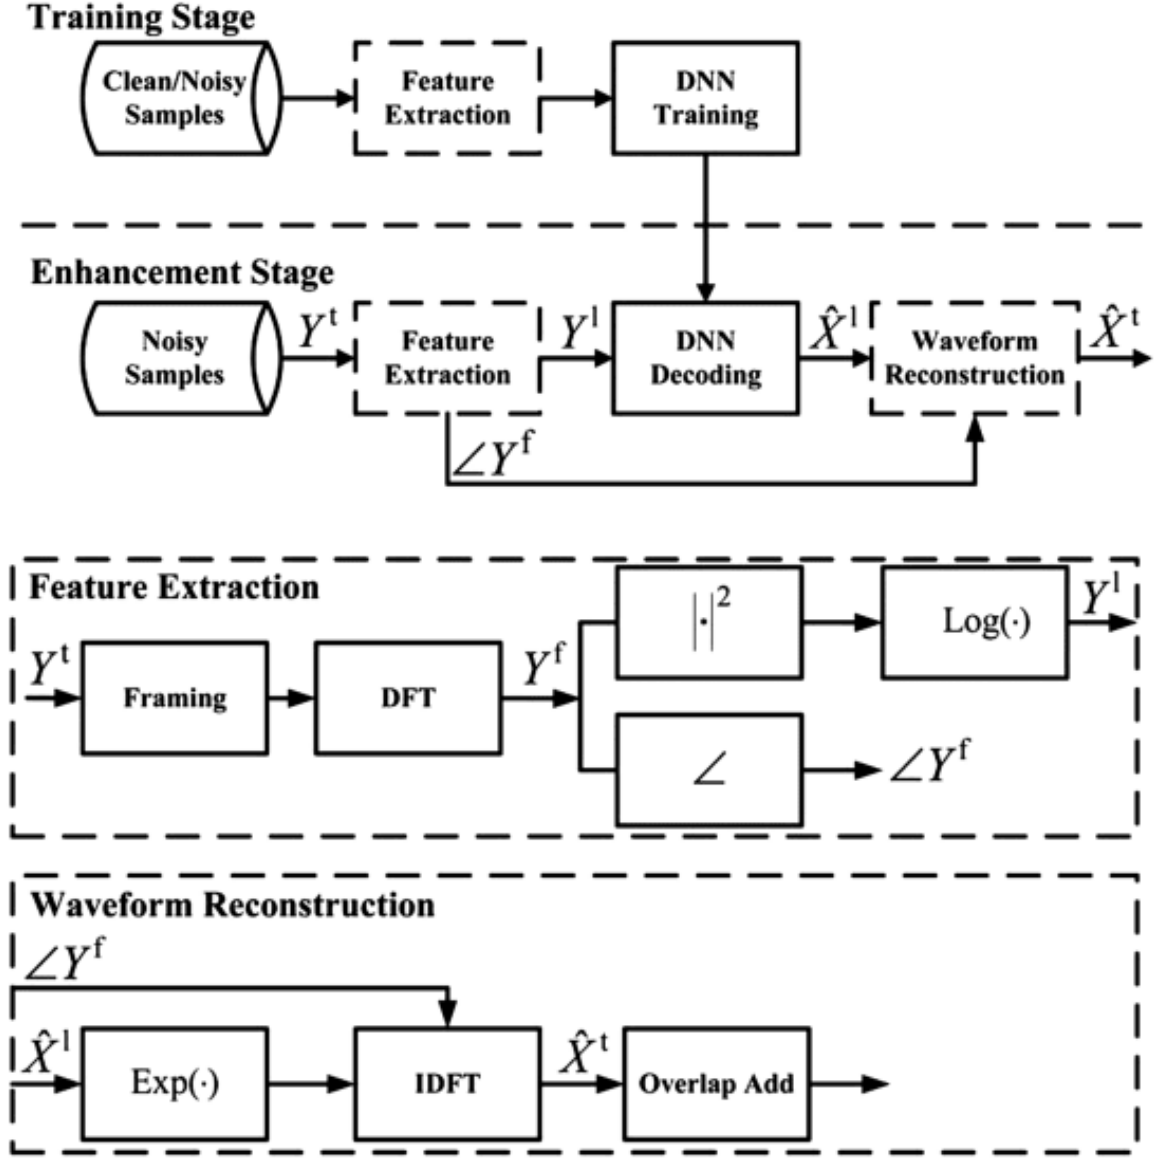 Training Stage
Clean/Noisy
Samples
Feature
Extraction
DNN
Training
Enhancement Stage
Noisy
Samples
Yᵗ
Feature
Extraction
Yˡ
DNN
Decoding
X̂ˡ
Waveform
Reconstruction
X̂ᵗ
∠Yᶠ
Feature Extraction
Yᵗ
Framing
DFT
Yᶠ
|·|²
Log(·)
Yˡ
∠
∠Yᶠ
Waveform Reconstruction
∠Yᶠ
X̂ˡ
Exp(·)
IDFT
X̂ᵗ
Overlap Add